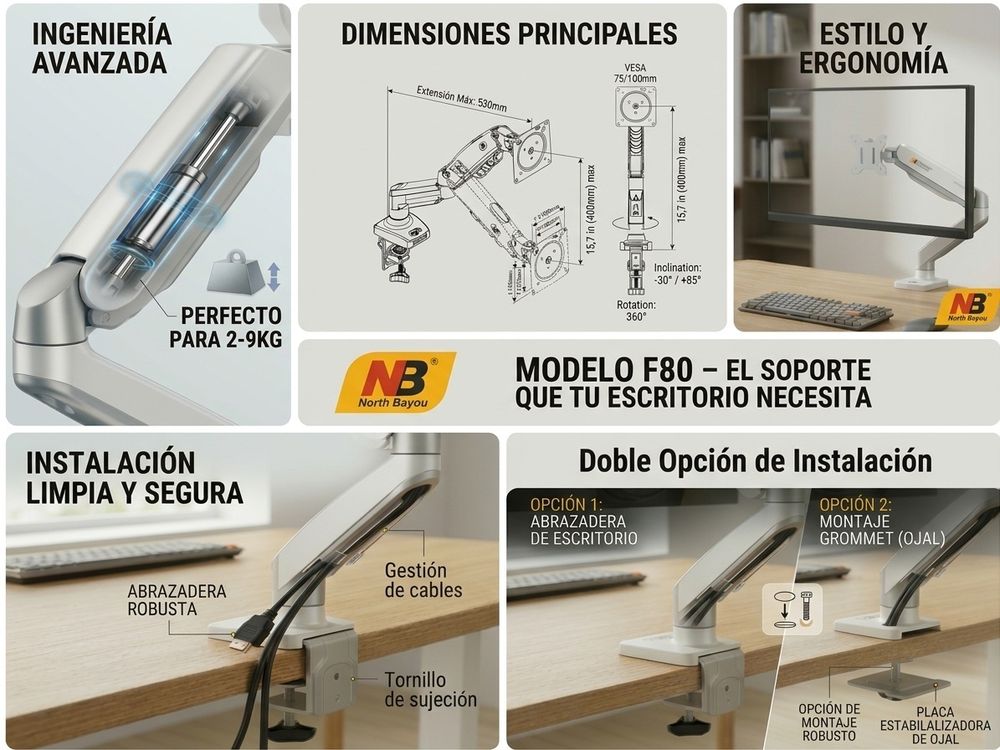 INGENIERÍA
AVANZADA
PERFECTO
PARA 2-9KG
DIMENSIONES PRINCIPALES
Extensión Máx: 530mm
15,7 in (400mm) max
VESA
75/100mm
15,7 in (400mm) max
Inclination:
-30° / +85°
Rotation:
360°
ESTILO Y
ERGONOMÍA
NB
North Bayou
NB®
North Bayou
MODELO F80 – EL SOPORTE
QUE TU ESCRITORIO NECESITA
INSTALACIÓN
LIMPIA Y SEGURA
ABRAZADERA
ROBUSTA
Gestión
de cables
Tornillo
de sujeción
Doble Opción de Instalación
OPCIÓN 1:
ABRAZADERA
DE ESCRITORIO
OPCIÓN 2:
MONTAJE
GROMMET (OJAL)
OPCIÓN DE
MONTAJE
ROBUSTO
PLACA
ESTABILALIZADORA
DE OJAL